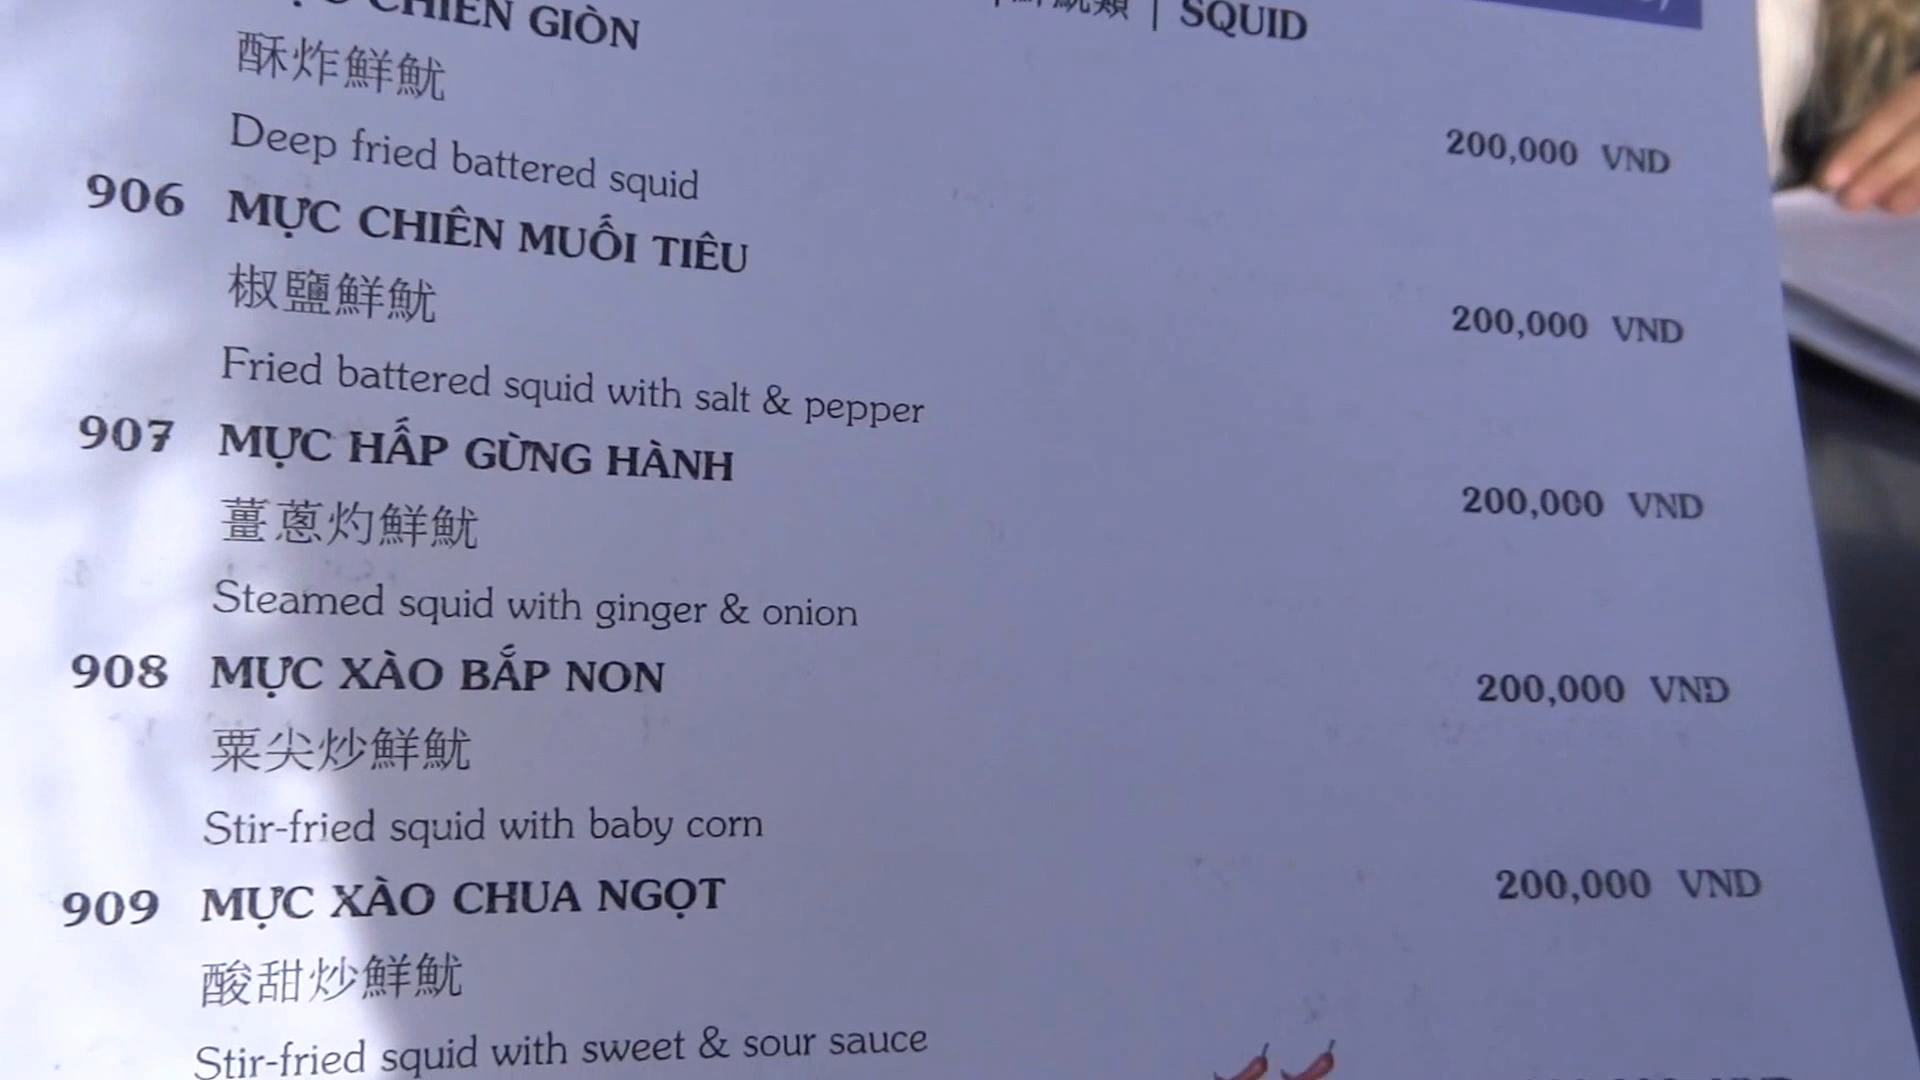 鮮魷類 | SQUID
CHIÊN GIÒN
酥炸鮮魷
Deep fried battered squid
200,000 VND
906 MỰC CHIÊN MUỐI TIÊU
椒鹽鮮魷
Fried battered squid with salt & pepper
200,000 VND
907 MỰC HẤP GỪNG HÀNH
薑蔥灼鮮魷
Steamed squid with ginger & onion
200,000 VND
908 MỰC XÀO BẮP NON
粟尖炒鮮魷
Stir-fried squid with baby corn
200,000 VND
909 MỰC XÀO CHUA NGỌT
酸甜炒鮮魷
Stir-fried squid with sweet & sour sauce
200,000 VND